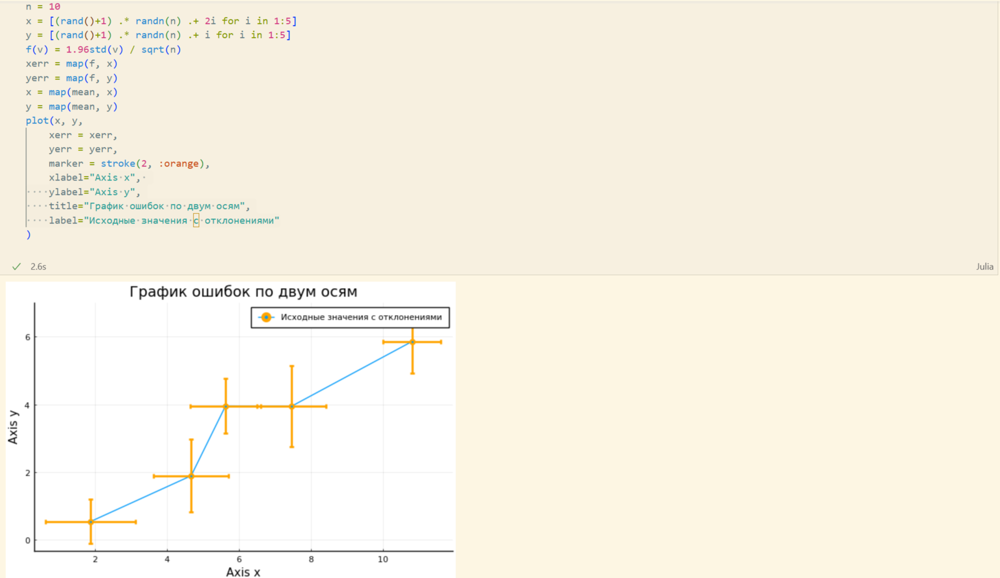 n = 10
x = [(rand()+1) .* randn(n) .+ 2i for i in 1:5]
y = [(rand()+1) .* randn(n) .+ i for i in 1:5]
f(v) = 1.96std(v) / sqrt(n)
xerr = map(f, x)
yerr = map(f, y)
x = map(mean, x)
y = map(mean, y)
plot(x, y,
xerr = xerr,
yerr = yerr,
marker = stroke(2, :orange),
xlabel="Axis x",
ylabel="Axis y",
title="График ошибок по двум осям",
label="Исходные значения с отклонениями"
)
2.6s
Julia
График ошибок по двум осям
Исходные значения с отклонениями
6
4
2
0
Axis y
2 4 6 8 10
Axis x